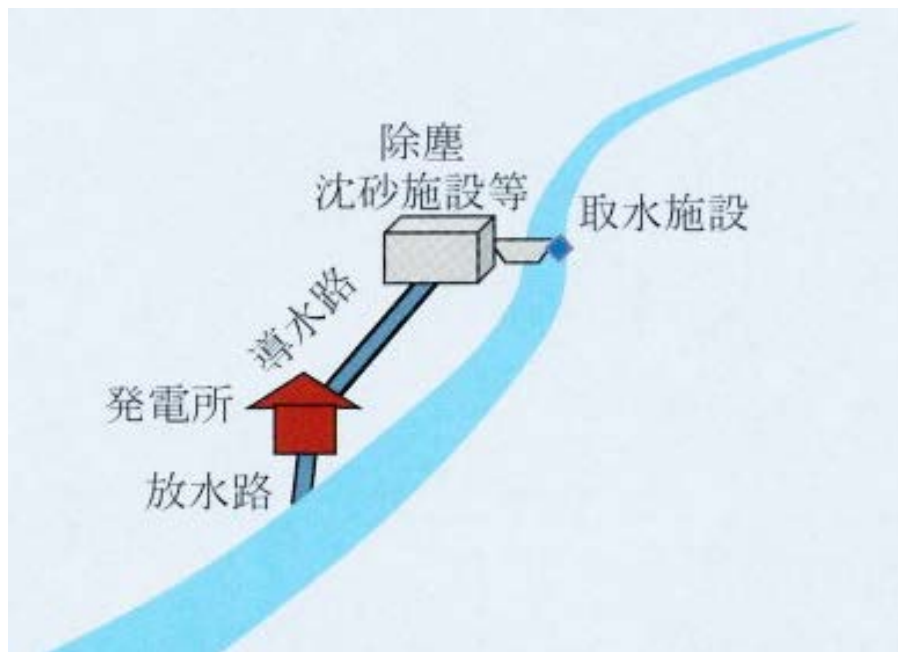 除塵
沈砂施設等
取水施設
導水路
発電所
放水路